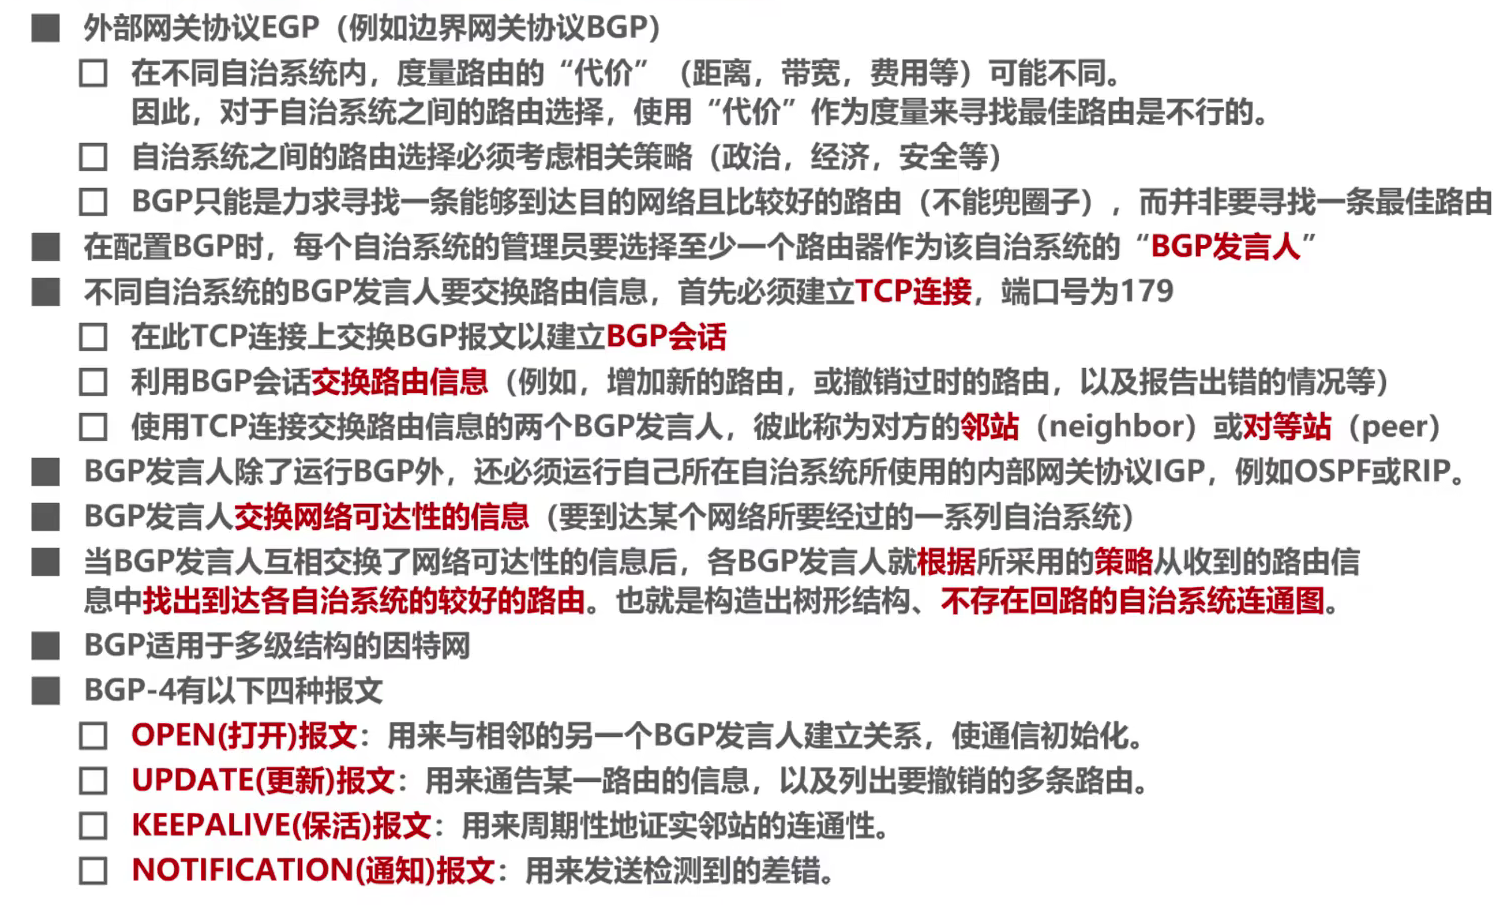 外部网关协议EGP（例如边界网关协议BGP）
在不同自治系统内，度量路由的“代价”（距离，带宽，费用等）可能不同。
因此，对于自治系统之间的路由选择，使用“代价”作为度量来寻找最佳路由是不行的。
自治系统之间的路由选择必须考虑相关策略（政治，经济，安全等）
BGP只能是力求寻找一条能够到达目的网络且比较好的路由（不能兜圈子），而并非要寻找一条最佳路由
在配置BGP时，每个自治系统的管理员要选择至少一个路由器作为该自治系统的“BGP发言人”
不同自治系统的BGP发言人要交换路由信息，首先必须建立TCP连接，端口号为179
在此TCP连接上交换BGP报文以建立BGP会话
利用BGP会话交换路由信息（例如，增加新的路由，或撤销过时的路由，以及报告出错的情况等）
使用TCP连接交换路由信息的两个BGP发言人，彼此称为对方的邻站（neighbor）或对等站（peer）
BGP发言人除了运行BGP外，还必须运行自己所在自治系统所使用的内部网关协议IGP，例如OSPF或RIP。
BGP发言人交换网络可达性的信息（要到达某个网络所要经过的一系列自治系统）
当BGP发言人互相交换了网络可达性的信息后，各BGP发言人就根据所采用的策略从收到的路由信
息中找出到达各自治系统的较好的路由。也就是构造出树形结构、不存在回路的自治系统连通图。
BGP适用于多级结构的因特网
BGP-4有以下四种报文
OPEN(打开)报文：用来与相邻的另一个BGP发言人建立关系，使通信初始化。
UPDATE(更新)报文：用来通告某一路由的信息，以及列出要撤销的多条路由。
KEEPALIVE(保活)报文：用来周期性地证实邻站的连通性。
NOTIFICATION(通知)报文：用来发送检测到的差错。